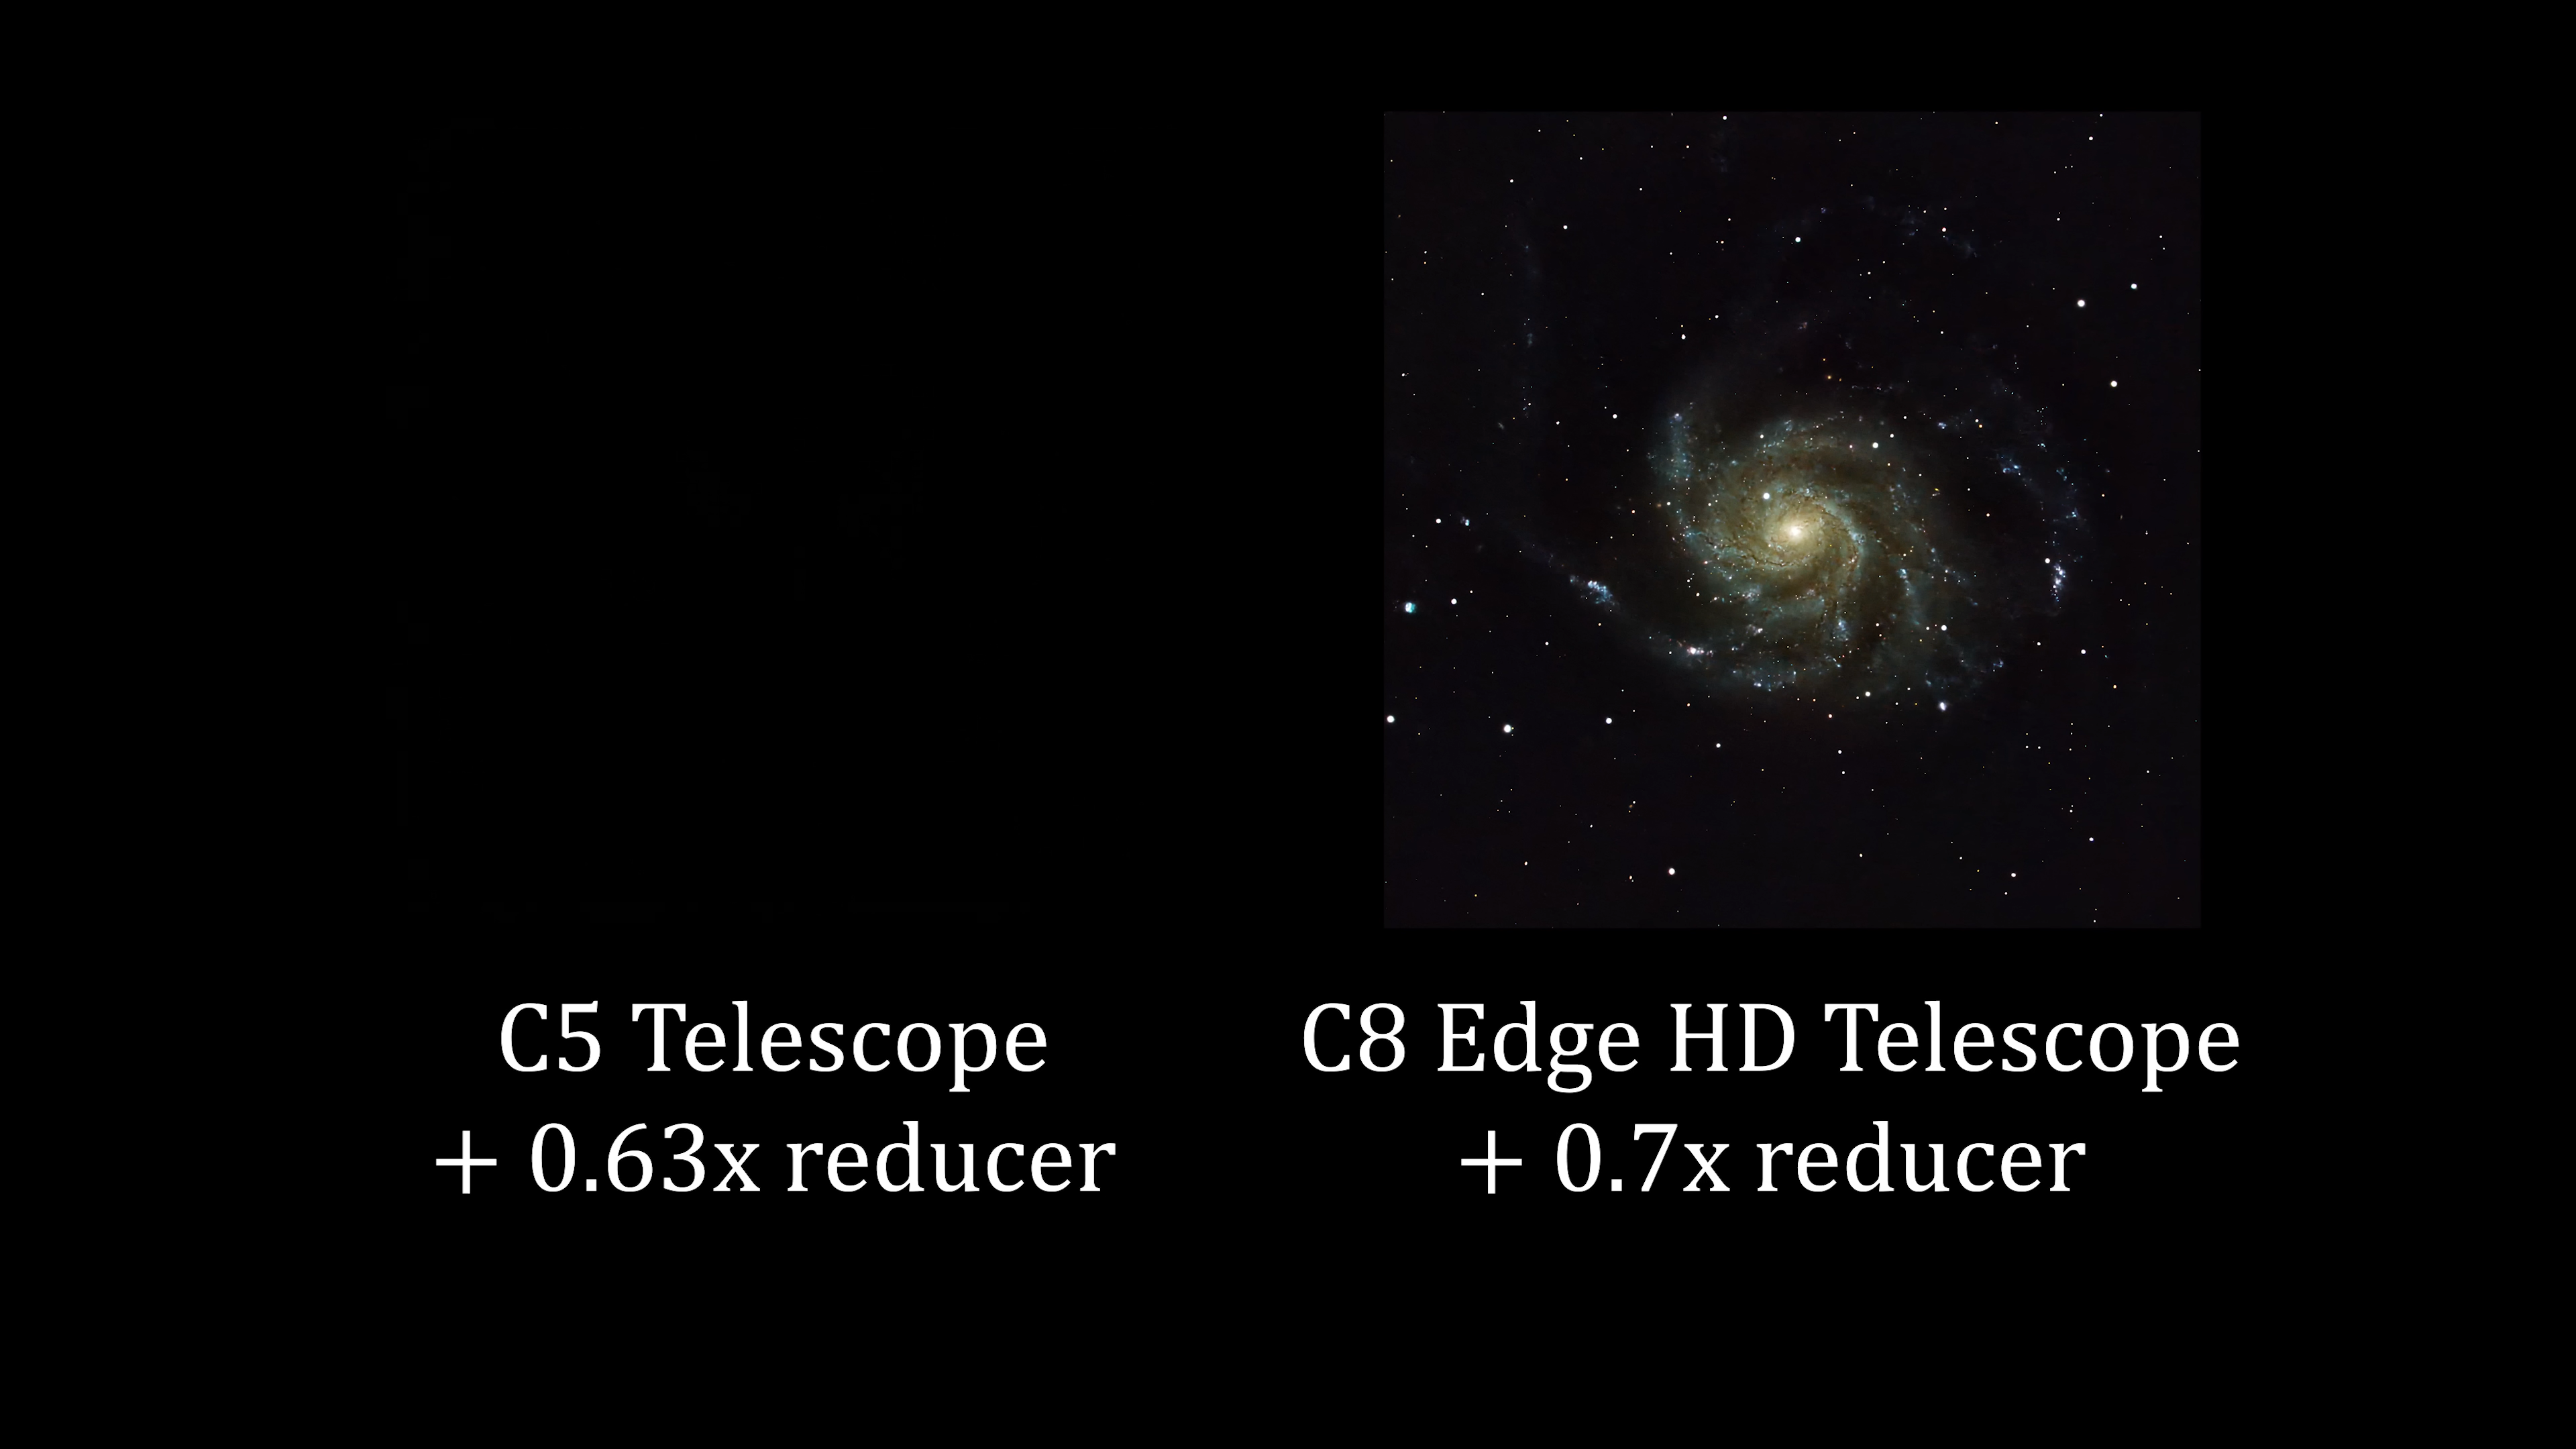 C5 Telescope
+ 0.63x reducer
C8 Edge HD Telescope
+ 0.7x reducer